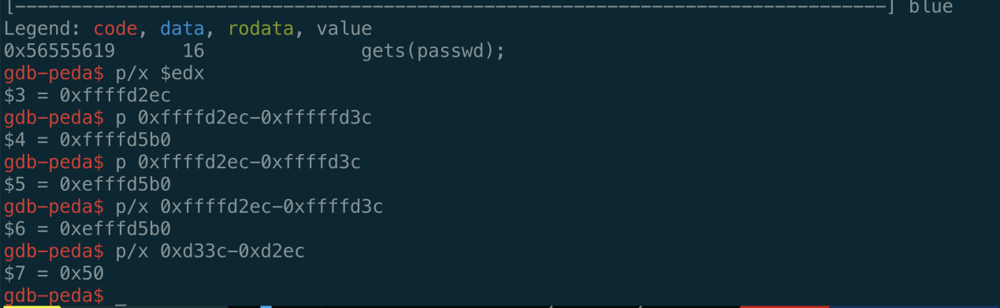 [------------------------------------------------------------------------------] blue
Legend: code, data, rodata, value
0x56555619      16              gets(passwd);
gdb-peda$ p/x $edx
$3 = 0xffffd2ec
gdb-peda$ p 0xffffd2ec-0xfffffd3c
$4 = 0xffffd5b0
gdb-peda$ p 0xffffd2ec-0xffffd3c
$5 = 0xefffd5b0
gdb-peda$ p/x 0xffffd2ec-0xffffd3c
$6 = 0xefffd5b0
gdb-peda$ p/x 0xd33c-0xd2ec
$7 = 0x50
gdb-peda$ _